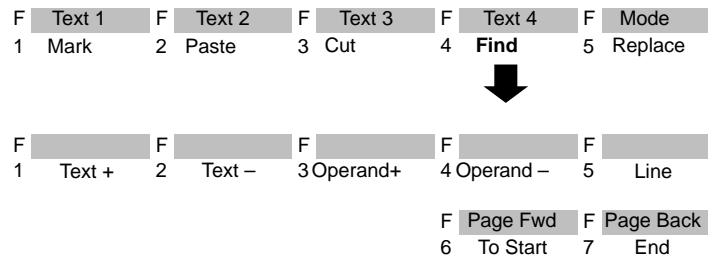 F Text 1 F Text 2 F Text 3 F Text 4 F Mode
1 Mark 2 Paste 3 Cut 4 Find 5 Replace
F F F F F
1 Text + 2 Text – 3 Operand+ 4 Operand – 5 Line
F Page Fwd F Page Back
6 To Start 7 End